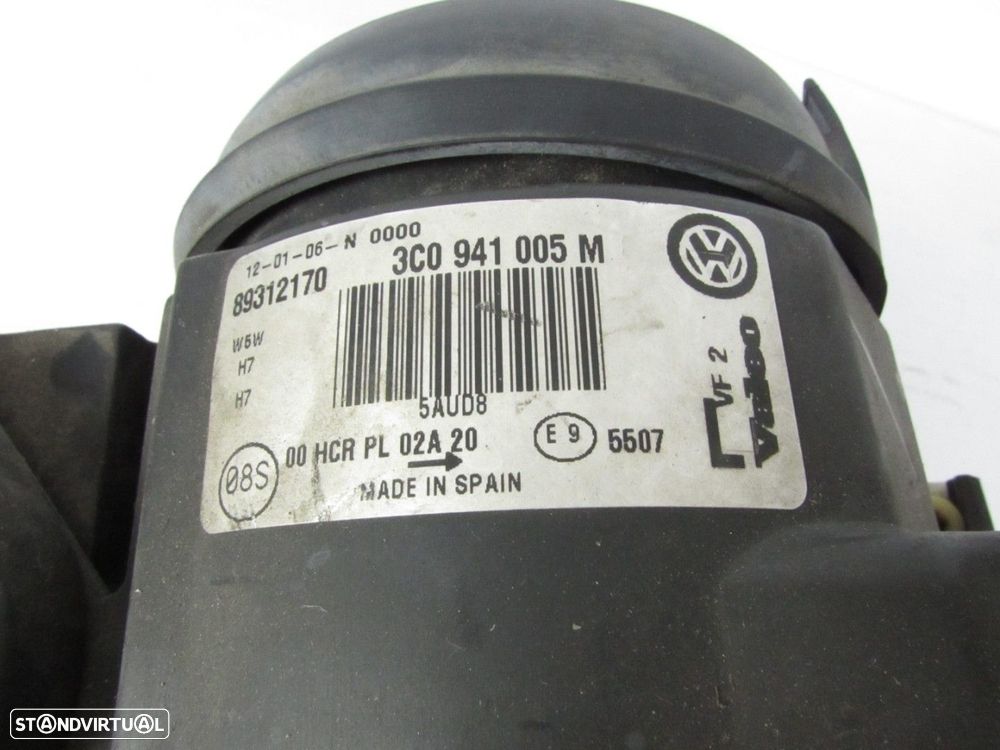 12-01-06-N 0000
89312170
3C0 941 005 M
W5W
H7
H7
5AUD8
00 HCR PL 02A 20
E 9
5507
08S
MADE IN SPAIN
VW
L
VF 2
Valeo
STANDVIRTUAL